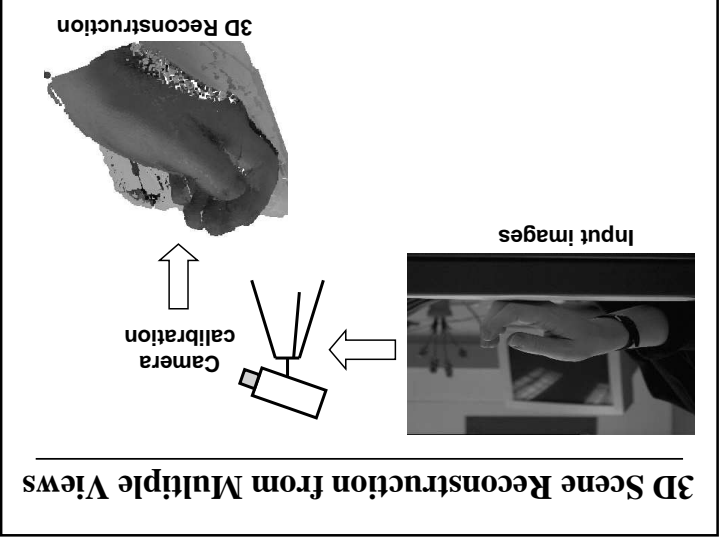 3D Scene Reconstruction from Multiple Views
Camera
calibration
Input images
3D Reconstruction